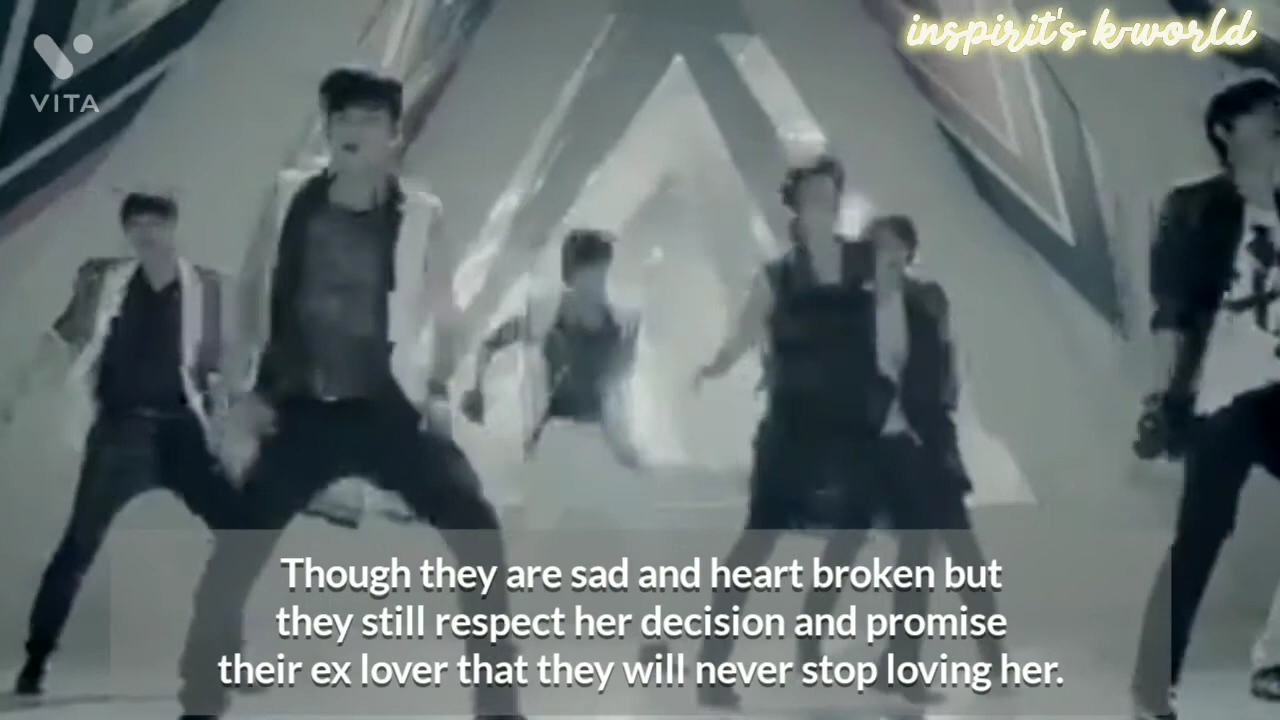 inspirit's k-world
VITA
Though they are sad and heart broken but
they still respect her decision and promise
their ex lover that they will never stop loving her.